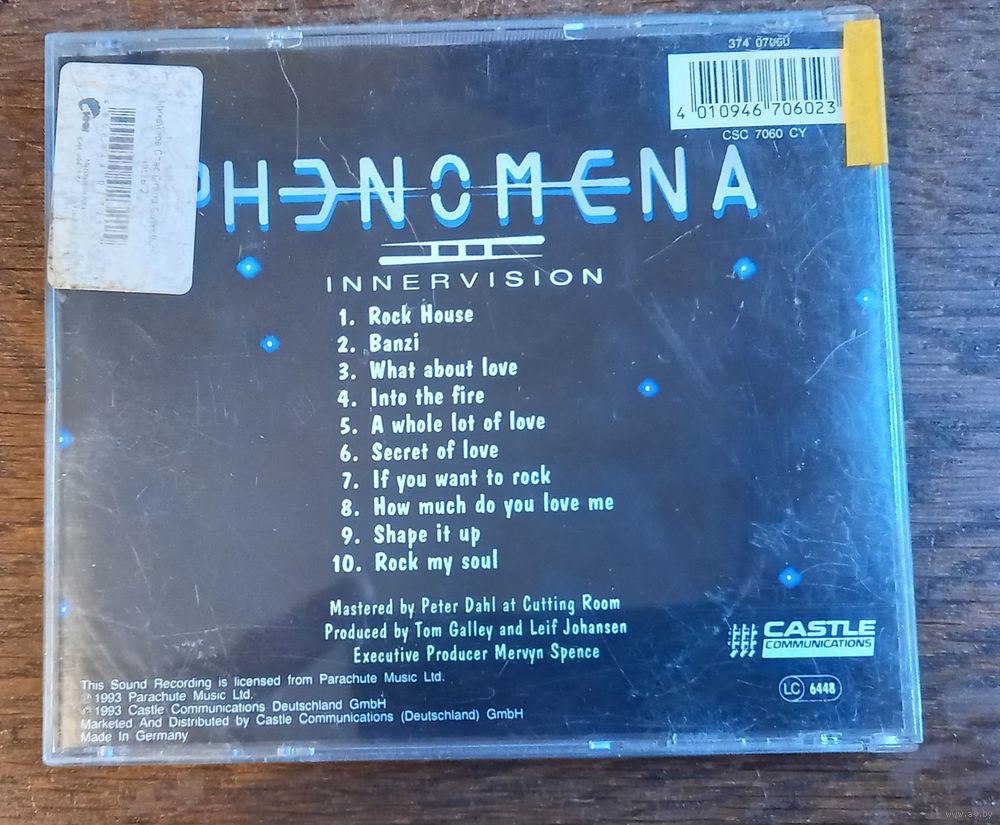 374 07060
4 010946 706023
CSC 7060 CY
PHENOMENA
III
INNERVISION
1. Rock House
2. Banzi
3. What about love
4. Into the fire
5. A whole lot of love
6. Secret of love
7. If you want to rock
8. How much do you love me
9. Shape it up
10. Rock my soul
Mastered by Peter Dahl at Cutting Room
Produced by Tom Galley and Leif Johansen
Executive Producer Mervyn Spence
CASTLE
COMMUNICATIONS
LC 6448
This Sound Recording is licensed from Parachute Music Ltd.
℗ 1993 Parachute Music Ltd.
© 1993 Castle Communications Deutschland GmbH
Marketed And Distributed by Castle Communications (Deutschland) GmbH
Made In Germany
www.ay.by